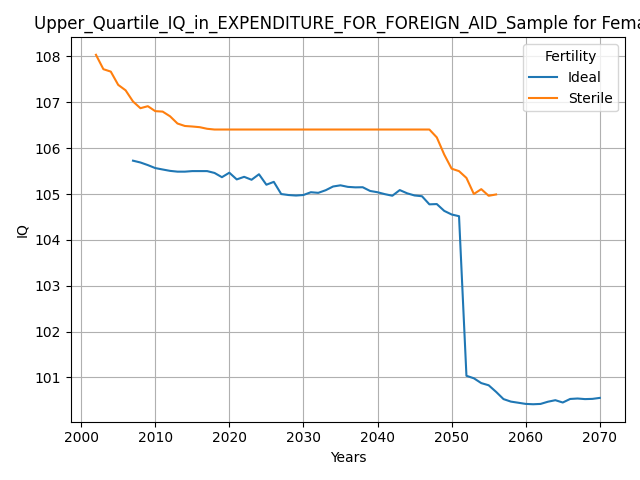 Upper_Quartile_IQ_in_EXPENDITURE_FOR_FOREIGN_AID_Sample for Fema
Fertility
Ideal
Sterile
108
107
106
105
104
103
102
101
IQ
2000 2010 2020 2030 2040 2050 2060 2070
Years